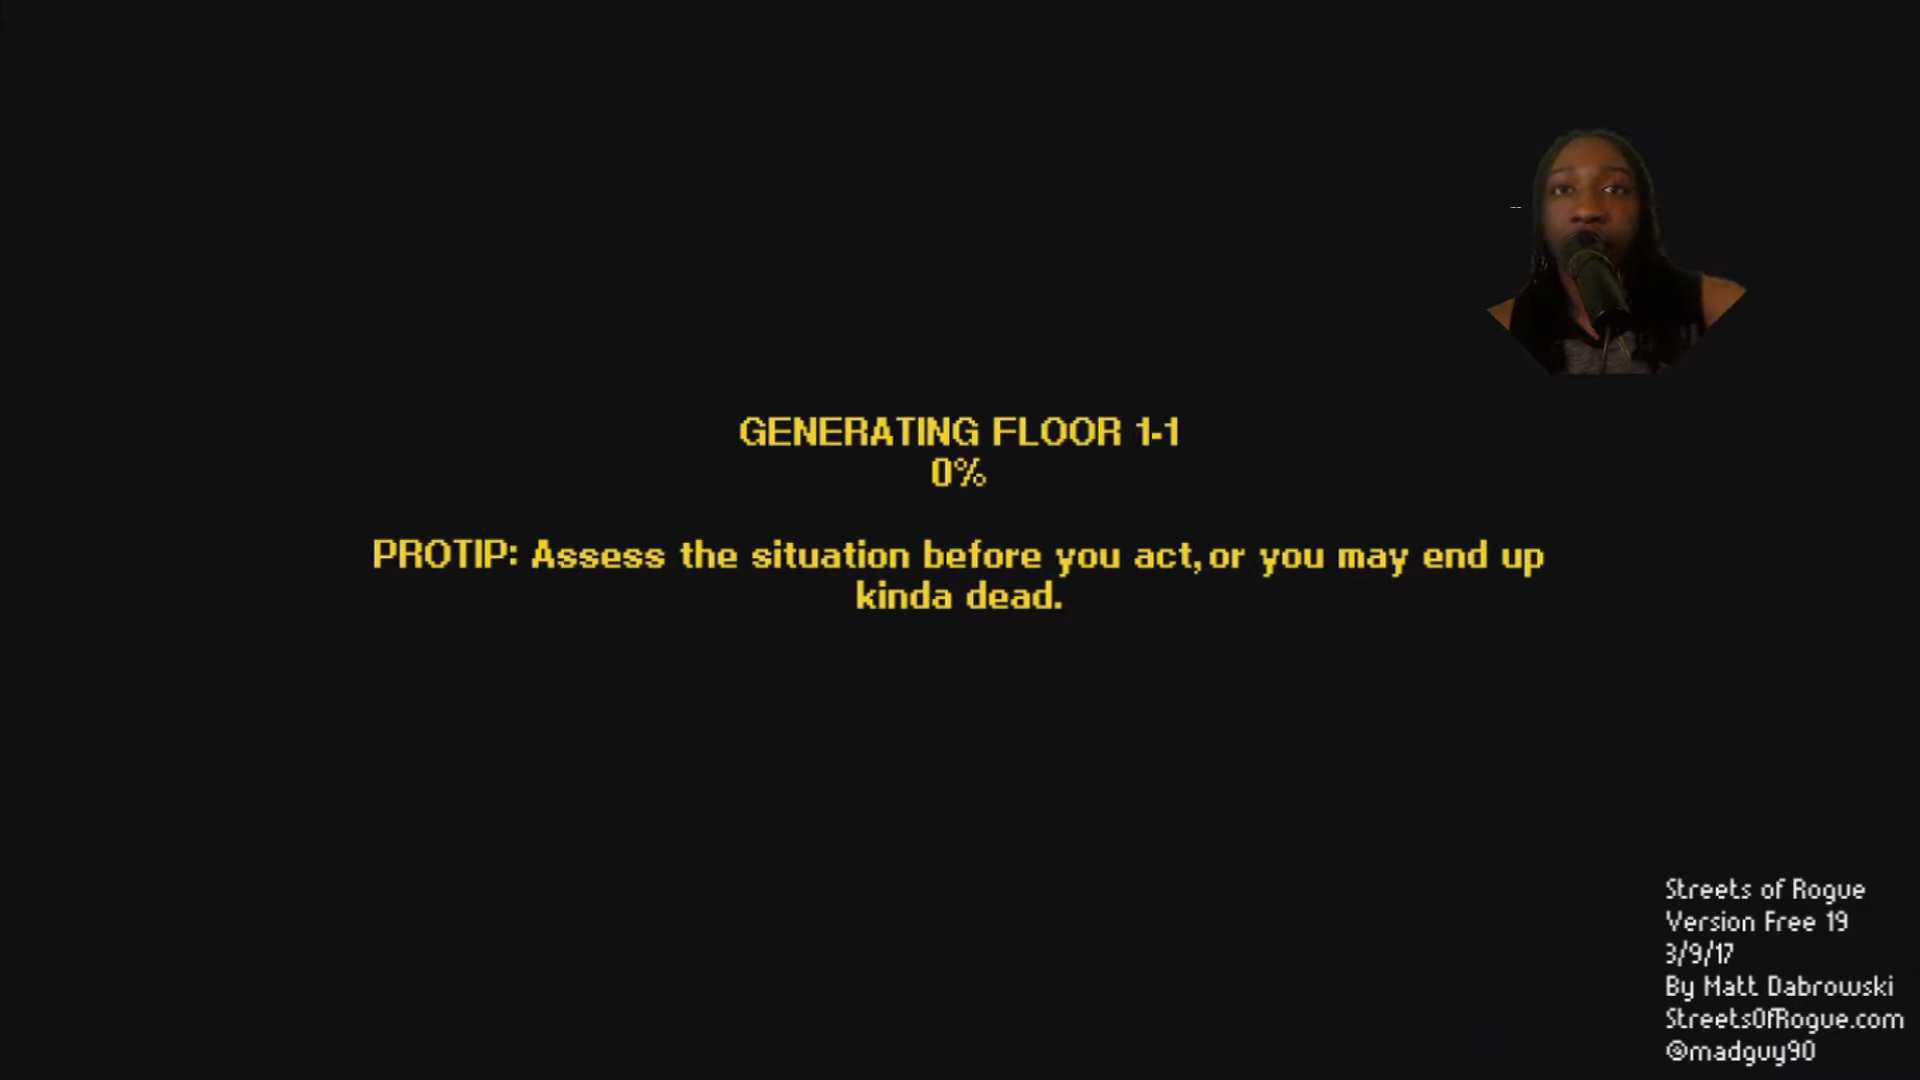 GENERATING FLOOR 1-1
0%
PROTIP: Assess the situation before you act, or you may end up
kinda dead.
Streets of Rogue
Version Free 19
3/9/17
By Matt Dabrowski
StreetsOfRogue.com
@madguy90